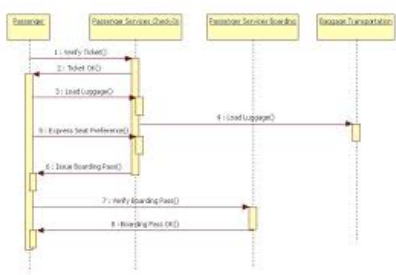 Passenger
Passenger Services CheckIn
Passenger Services Boarding
Baggage Transportation
1 : Verify Ticket()
2 : Ticket OK()
3 : Load Luggage()
4 : Load Luggage()
5 : Express Seat Preference()
6 : Issue Boarding Pass()
7 : Verify Boarding Pass()
8 : Boarding Pass OK()